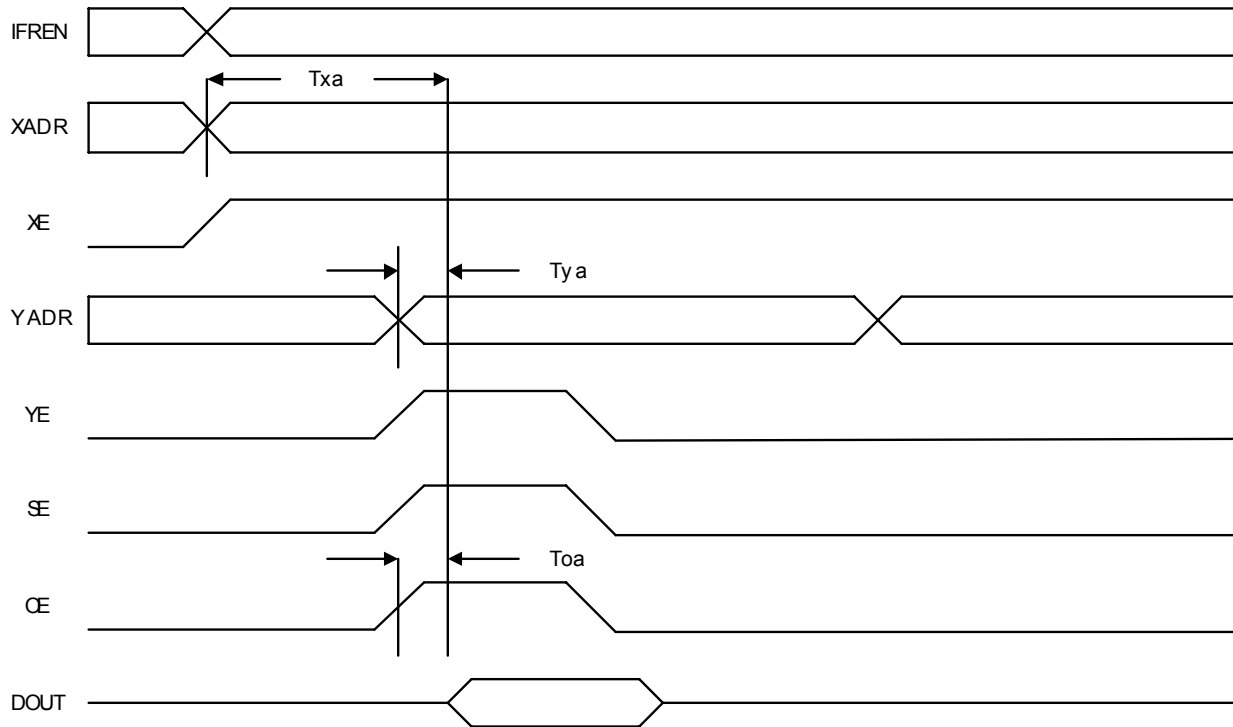 IFREN
Txa
XADR
XE
Tya
YADR
YE
SE
Toa
OE
DOUT